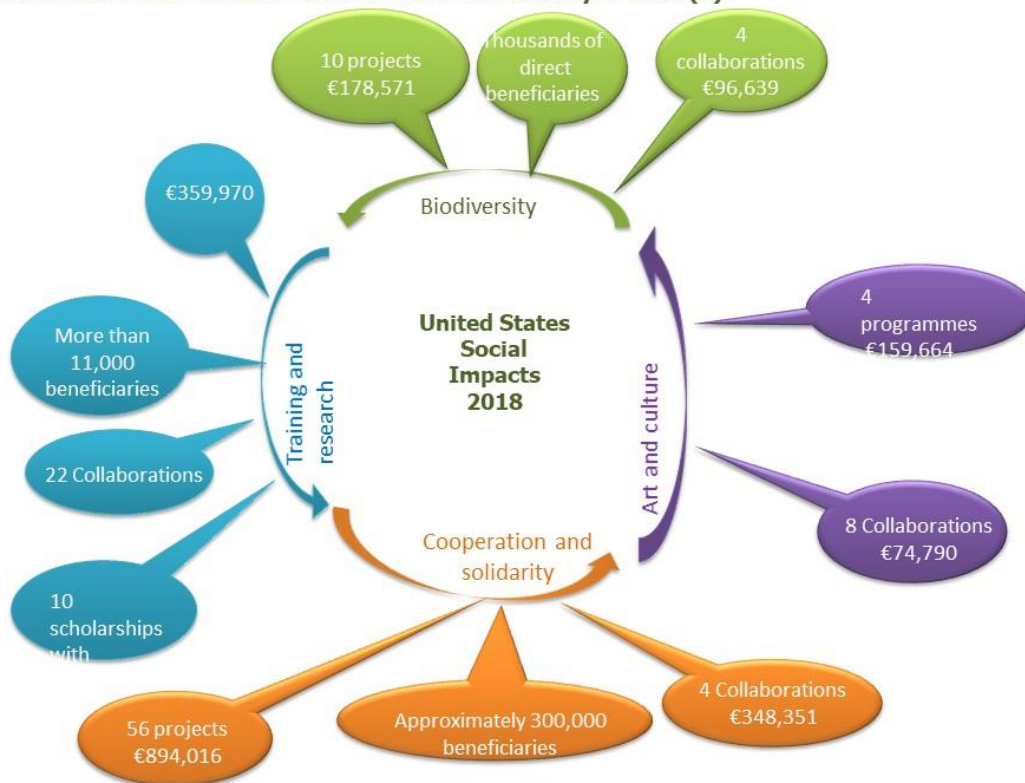 10 projects
€178,571
Thousands of
direct
beneficiaries
4
collaborations
€96,639
Biodiversity
€359,970
More than
11,000
beneficiaries
22 Collaborations
10
scholarships
with
Training and
research
United States
Social
Impacts
2018
Art and culture
4
programmes
€159,664
8 Collaborations
€74,790
Cooperation and
solidarity
56 projects
€894,016
Approximately 300,000
beneficiaries
4 Collaborations
€348,351